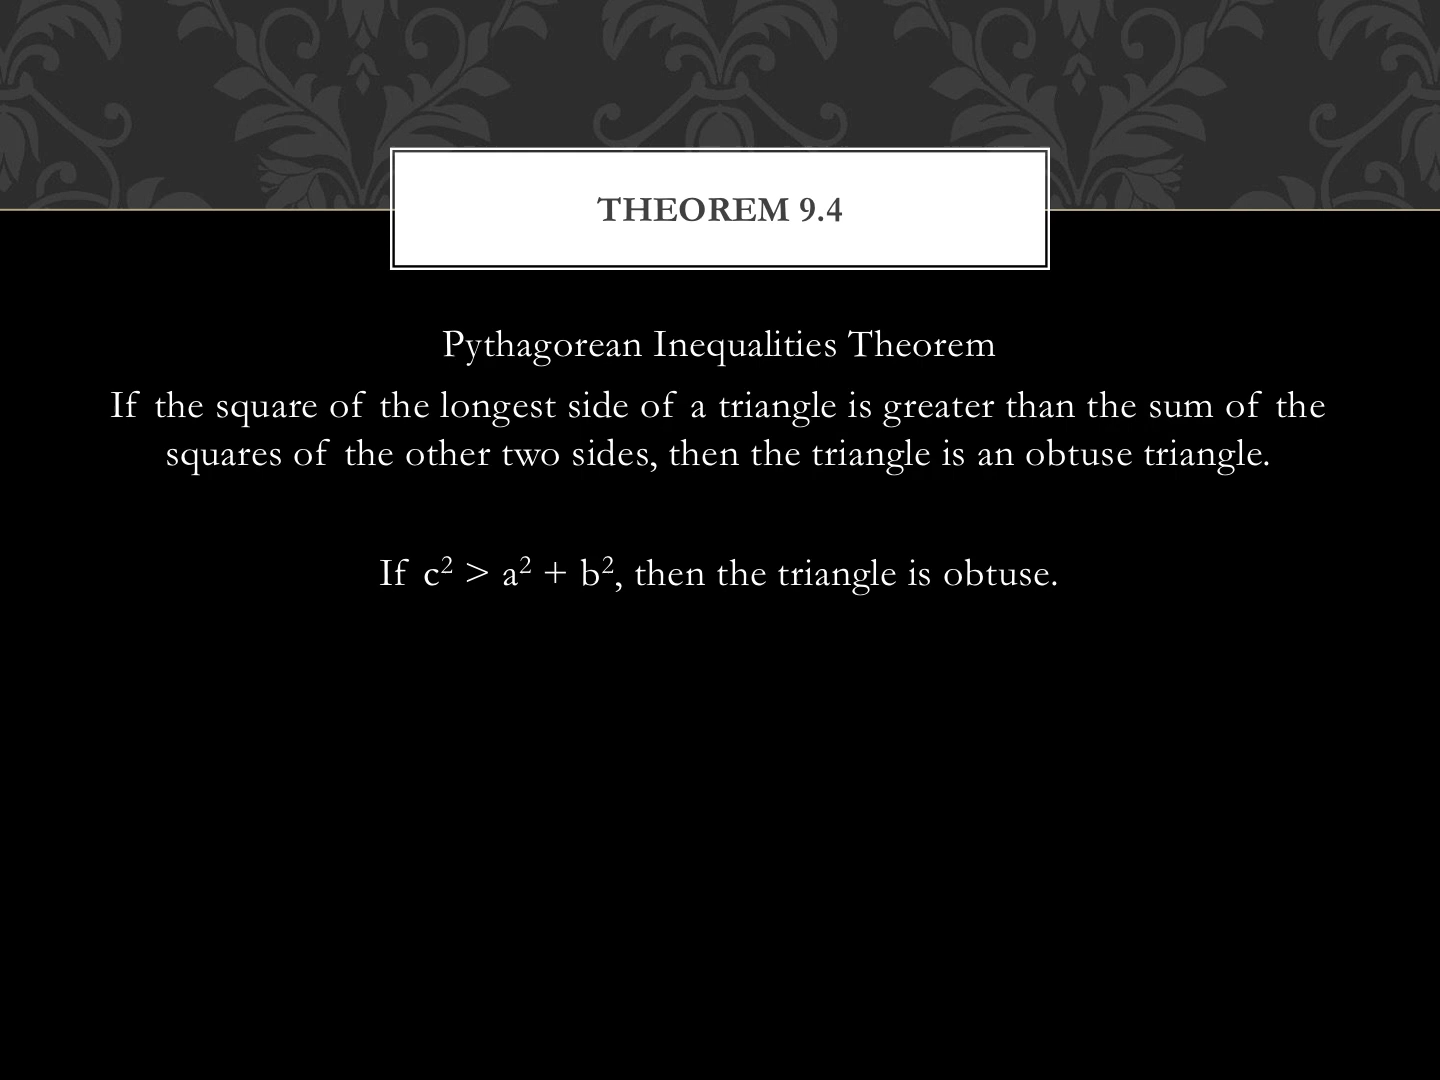 THEOREM 9.4
Pythagorean Inequalities Theorem
If the square of the longest side of a triangle is greater than the sum of the
squares of the other two sides, then the triangle is an obtuse triangle.
If c² > a² + b², then the triangle is obtuse.